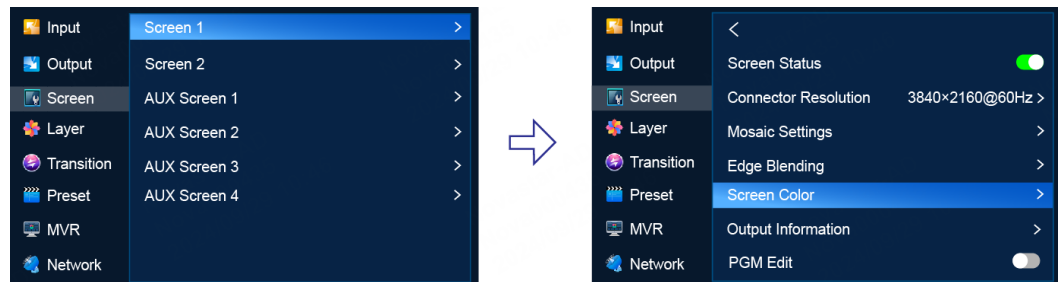 Input
Output
Screen
Layer
Transition
Preset
MVR
Network
Screen 1 >
Screen 2 >
AUX Screen 1 >
AUX Screen 2 >
AUX Screen 3 >
AUX Screen 4 >
Input
Output
Screen
Layer
Transition
Preset
MVR
Network
<
Screen Status
Connector Resolution 3840×2160@60Hz >
Mosaic Settings >
Edge Blending >
Screen Color >
Output Information >
PGM Edit